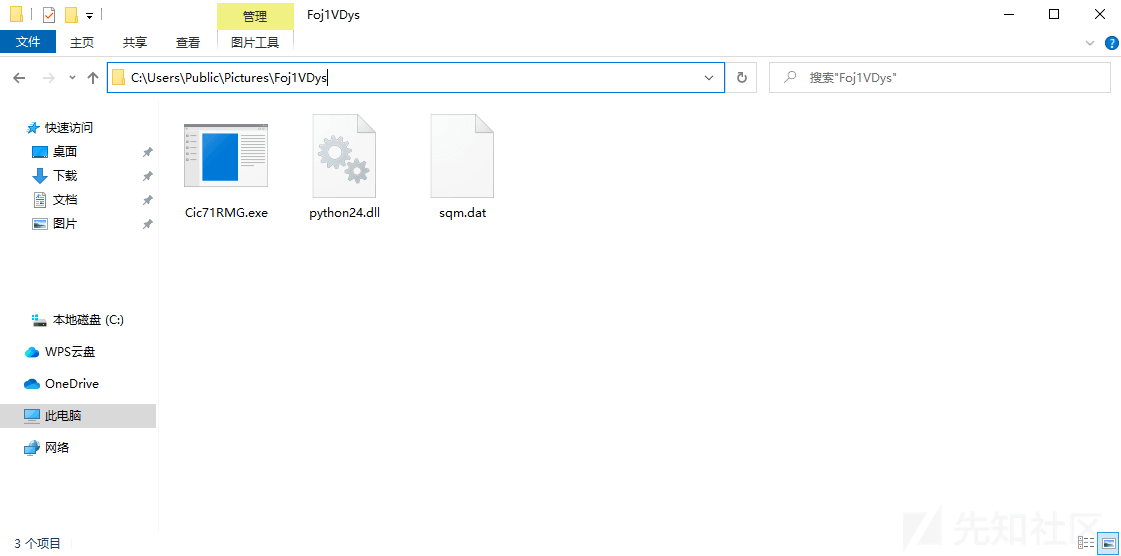 管理
Foj1VDys
文件
主页
共享
查看
图片工具
C:\Users\Public\Pictures\Foj1VDys
搜索"Foj1VDys"
快速访问
桌面
下载
文档
图片
本地磁盘 (C:)
WPS云盘
OneDrive
此电脑
网络
Cic71RMG.exe
python24.dll
sqm.dat
3 个项目
先知社区